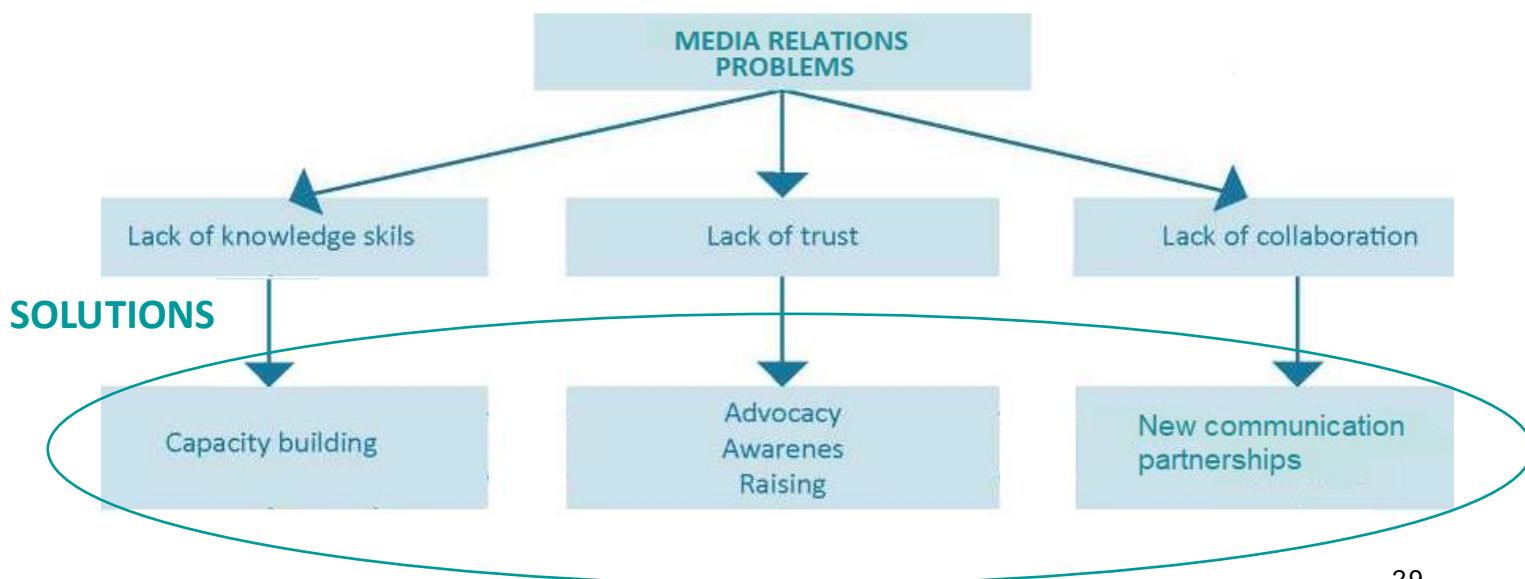 MEDIA RELATIONS
PROBLEMS
Lack of knowledge skils
Lack of trust
Lack of collaboration
SOLUTIONS
Capacity building
Advocacy
Awarenes
Raising
New communication
partnerships
29